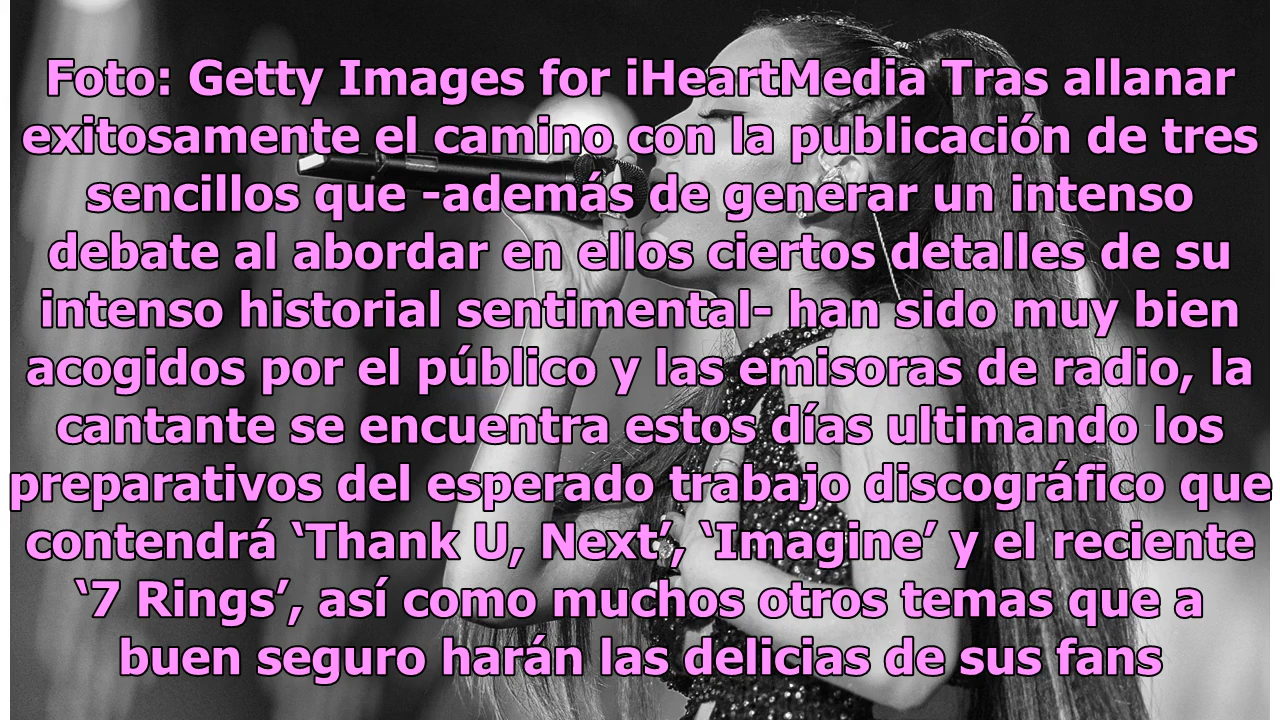 Foto: Getty Images for iHeartMedia Tras allanar
exitosamente el camino con la publicación de tres
sencillos que -además de generar un intenso
debate al abordar en ellos ciertos detalles de su
intenso historial sentimental- han sido muy bien
acogidos por el público y las emisoras de radio, la
cantante se encuentra estos días ultimando los
preparativos del esperado trabajo discográfico que
contendrá ‘Thank U, Next’, ‘Imagine’ y el reciente
‘7 Rings’, así como muchos otros temas que a
buen seguro harán las delicias de sus fans